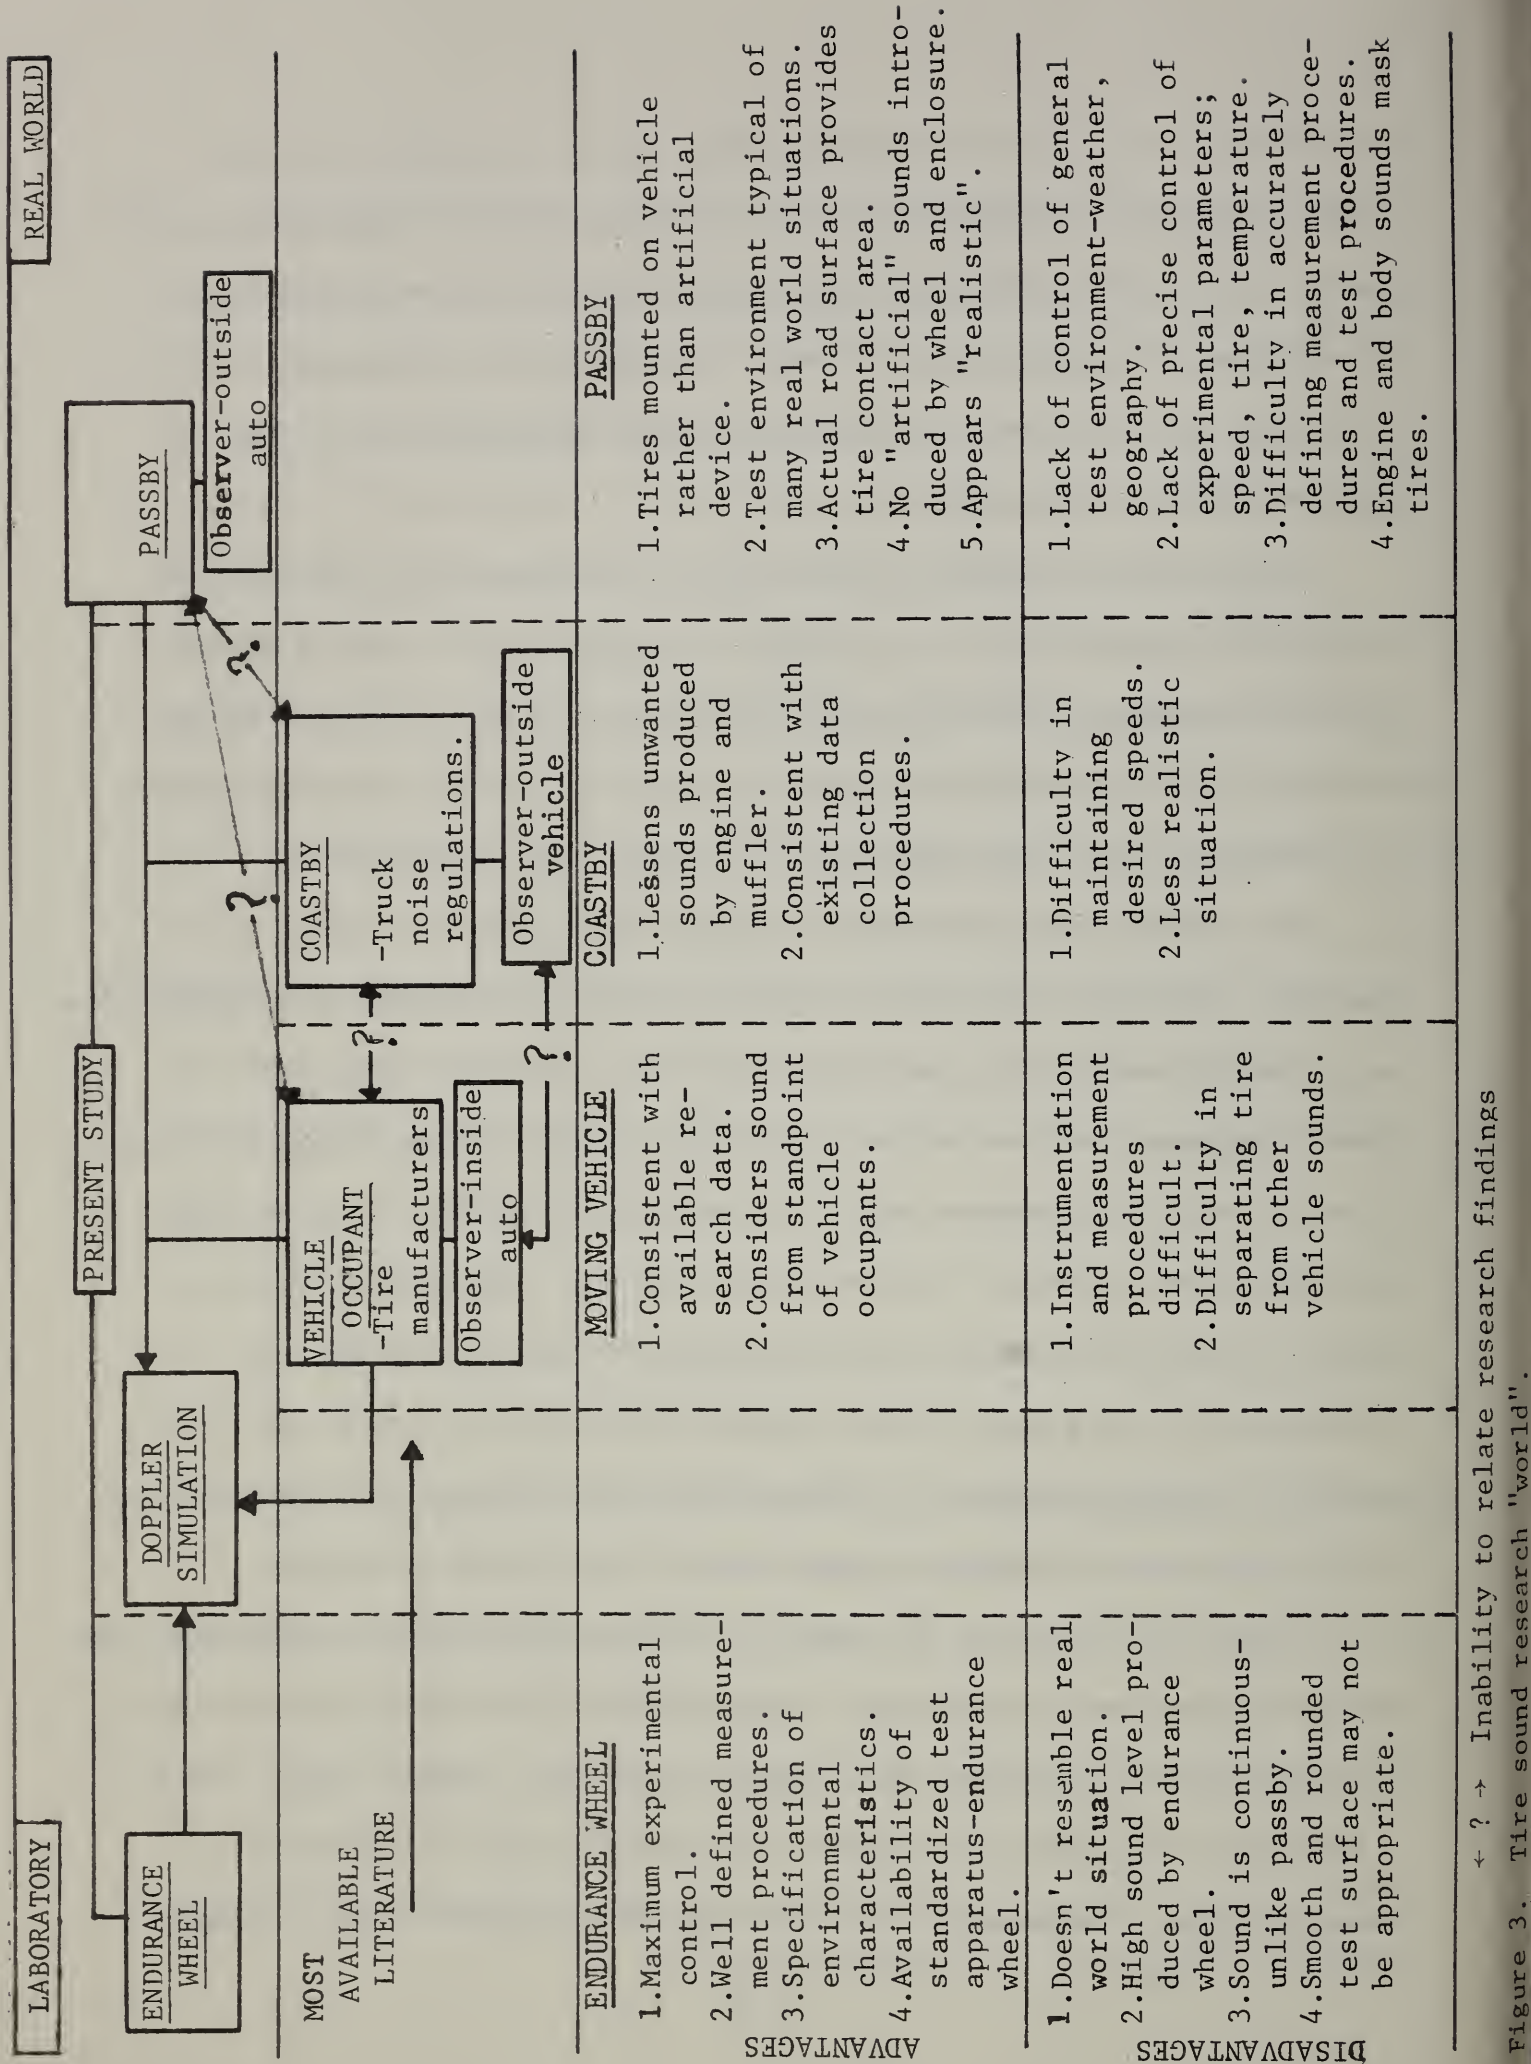 LABORATORY
REAL WORLD
PRESENT STUDY
ENDURANCE
WHEEL
DOPPLER
SIMULATION
PASSBY
Observer-outside
auto
MOST
AVAILABLE
LITERATURE
VEHICLE
OCCUPANT
-Tire
manufacturers
Observer-inside
auto
?
?
?
?
COASTBY
-Truck
noise
regulations.
Observer-outside
vehicle
ADVANTAGES
ENDURANCE WHEEL
1.Maximum experimental
control.
2.Well defined measure-
ment procedures.
3.Specification of
environmental
characteristics.
4.Availability of
standardized test
apparatus-endurance
wheel.
MOVING VEHICLE
1.Consistent with
available re-
search data.
2.Considers sound
from standpoint
of vehicle
occupants.
COASTBY
1.Lessens unwanted
sounds produced
by engine and
muffler.
2.Consistent with
existing data
collection
procedures.
PASSBY
1.Tires mounted on vehicle
rather than artificial
device.
2.Test environment typical of
many real world situations.
3.Actual road surface provides
tire contact area.
4.No "artificial" sounds intro-
duced by wheel and enclosure.
5.Appears "realistic".
DISADVANTAGES
1.Doesn't resemble real
world situation.
2.High sound level pro-
duced by endurance
wheel.
3.Sound is continuous-
unlike passby.
4.Smooth and rounded
test surface may not
be appropriate.
1.Instrumentation
and measurement
procedures
difficult.
2.Difficulty in
separating tire
from other
vehicle sounds.
1.Difficulty in
maintaining
desired speeds.
2.Less realistic
situation.
1.Lack of control of general
test environment-weather,
geography.
2.Lack of precise control of
experimental parameters;
speed, tire, temperature.
3.Difficulty in accurately
defining measurement proce-
dures and test procedures.
4.Engine and body sounds mask
tires.
← ? → Inability to relate research findings
Figure 3. Tire sound research "world".